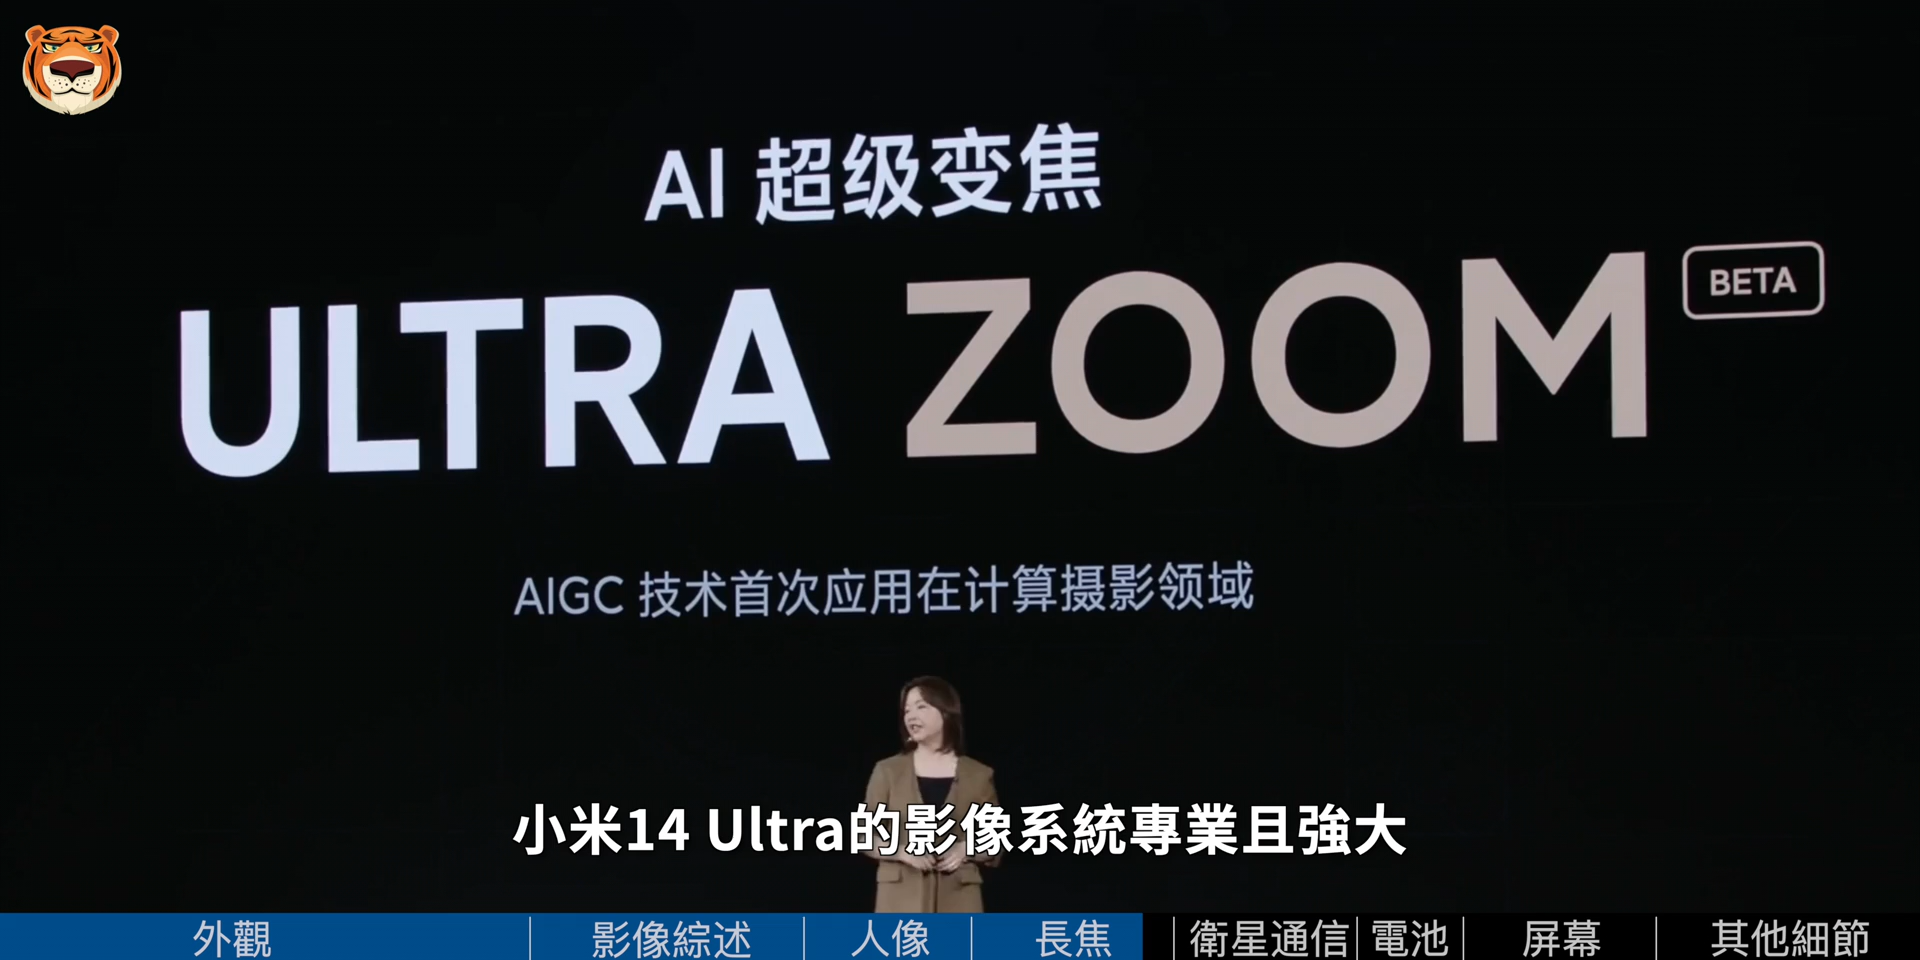 AI 超级变焦
ULTRA ZOOM BETA
AIGC 技术首次应用在计算摄影领域
小米14 Ultra的影像系統專業且強大
外觀 影像綜述 人像 長焦 衛星通信 電池 屏幕 其他細節